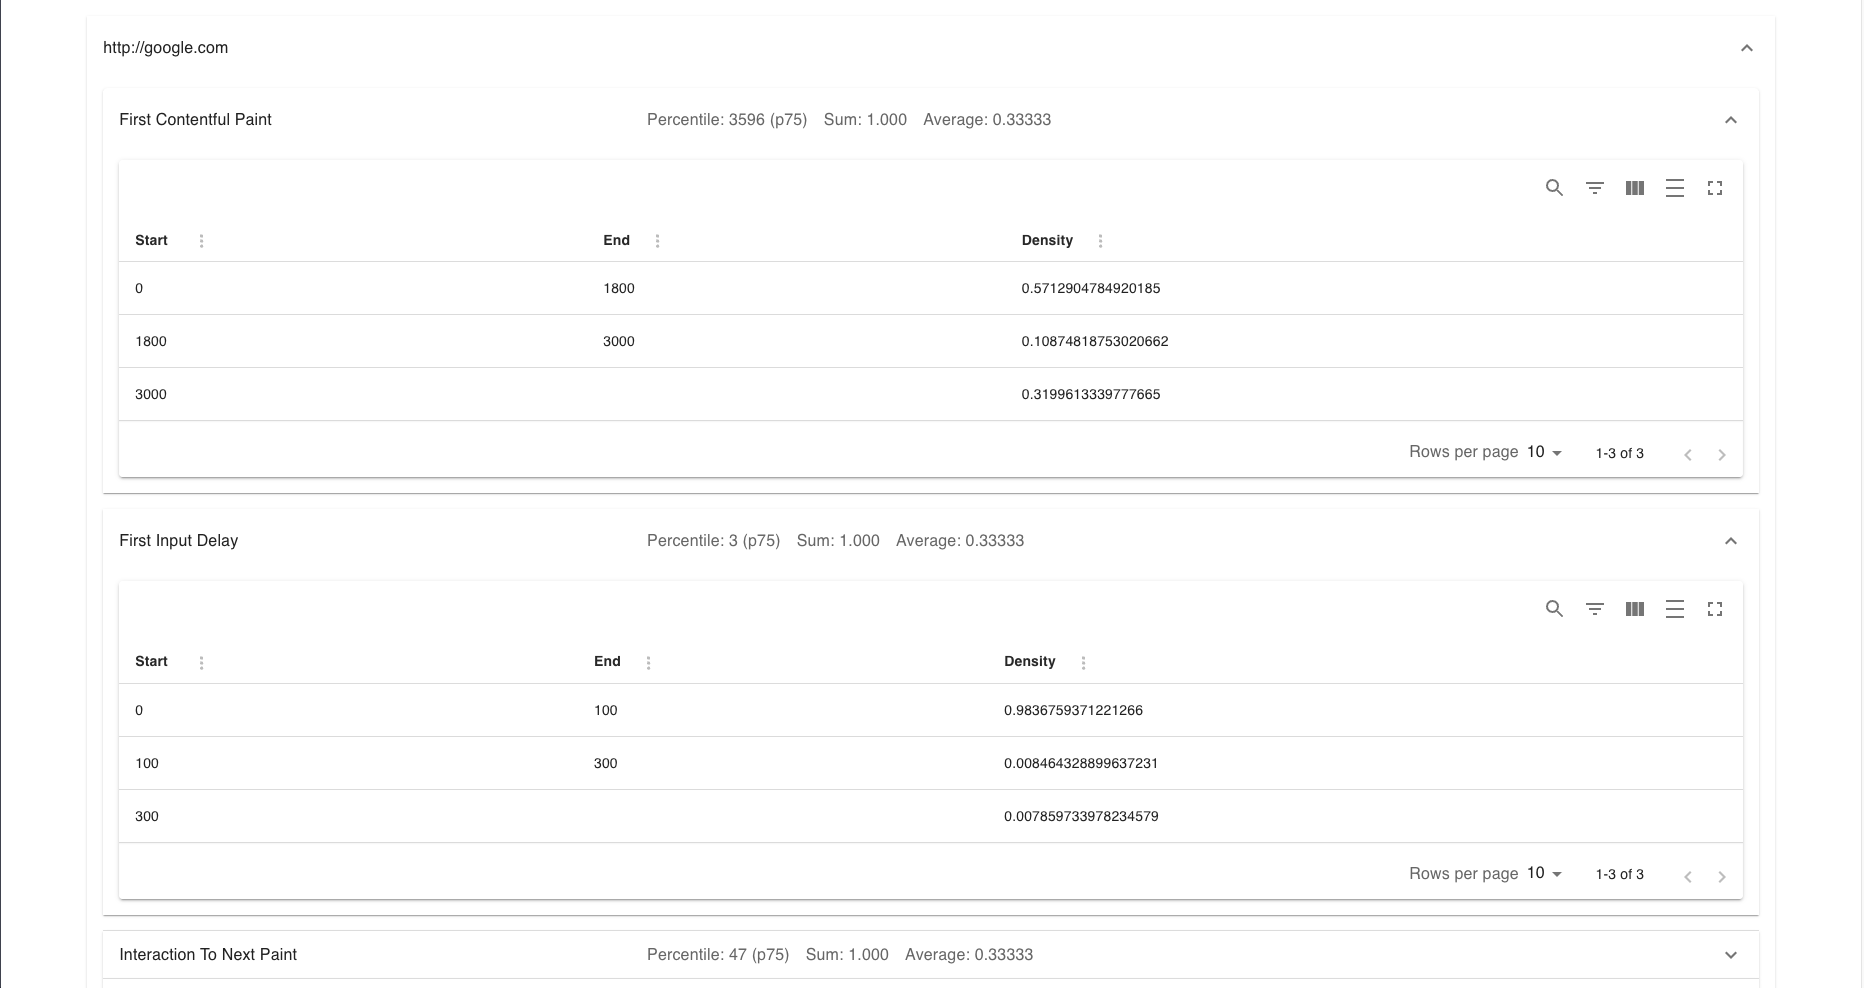 http://google.com
First Contentful Paint Percentile: 3596 (p75) Sum: 1.000 Average: 0.33333
Start End Density
0 1800 0.5712904784920185
1800 3000 0.10874818753020662
3000 0.3199613339777665
Rows per page 10 1-3 of 3
First Input Delay Percentile: 3 (p75) Sum: 1.000 Average: 0.33333
Start End Density
0 100 0.9836759371221266
100 300 0.008464328899637231
300 0.007859733978234579
Rows per page 10 1-3 of 3
Interaction To Next Paint Percentile: 47 (p75) Sum: 1.000 Average: 0.33333